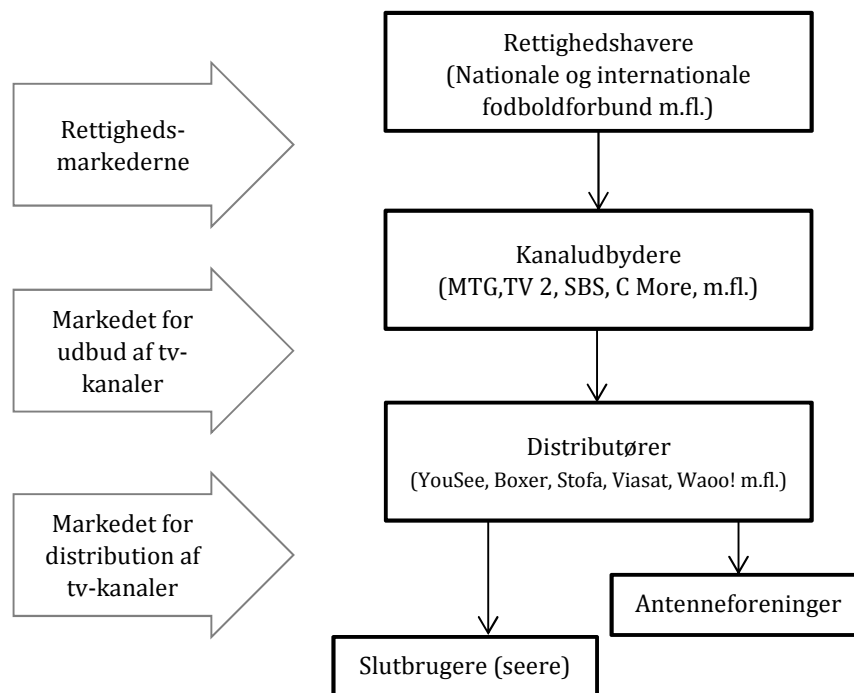 Rettighedshavere
(Nationale og internationale
fodboldforbund m.fl.)
Rettigheds-
markederne
Kanaludbydere
(MTG,TV 2, SBS, C More, m.fl.)
Markedet for
udbud af tv-
kanaler
Distributører
(YouSee, Boxer, Stofa, Viasat, Waoo! m.fl.)
Markedet for
distribution af
tv-kanaler
Antenneforeninger
Slutbrugere (seere)